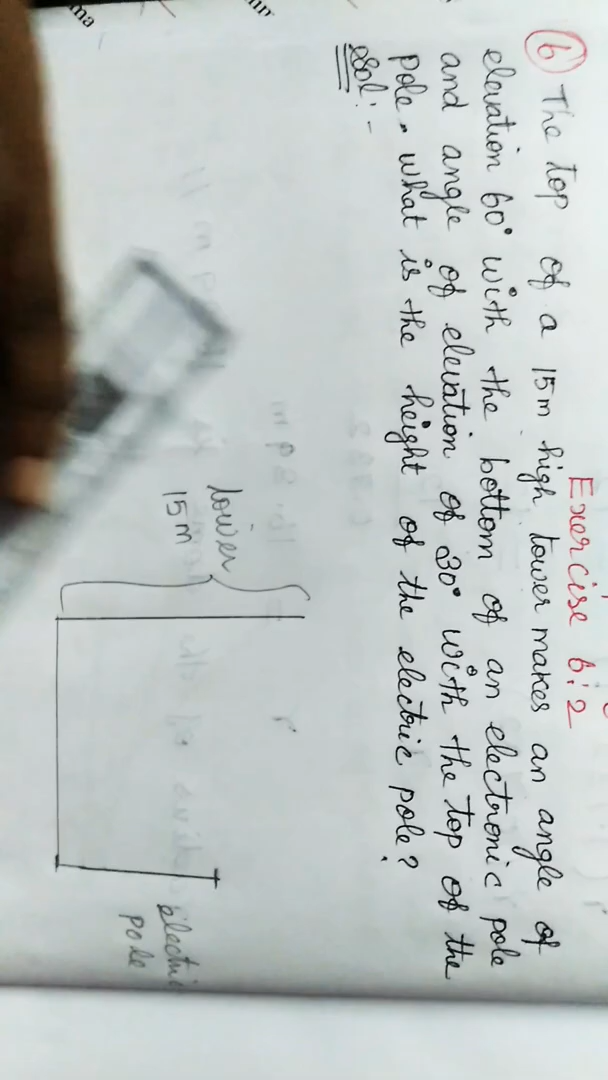 Exercise 6:2
(6) The top of a 15m high tower makes an angle of
elevation 60° with the bottom of an electronic pole
and angle of elevation of 30° with the top of the
pole. what is the height of the electric pole?
Sol:-
tower
15m
electric
pole